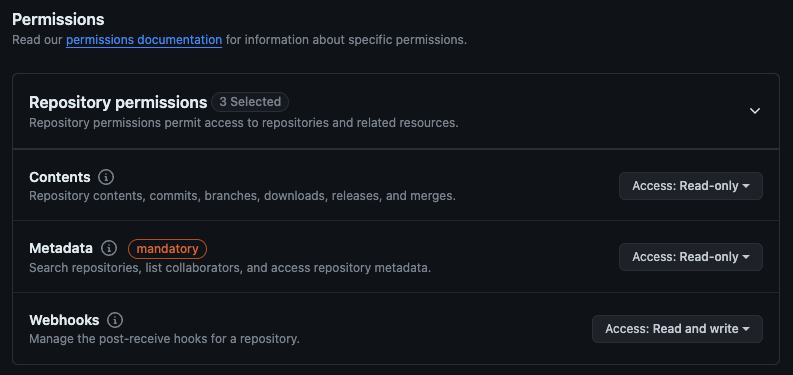 Permissions
Read our permissions documentation for information about specific permissions.
Repository permissions 3 Selected
Repository permissions permit access to repositories and related resources.
Contents
Repository contents, commits, branches, downloads, releases, and merges.
Access: Read-only
Metadata mandatory
Search repositories, list collaborators, and access repository metadata.
Access: Read-only
Webhooks
Manage the post-receive hooks for a repository.
Access: Read and write